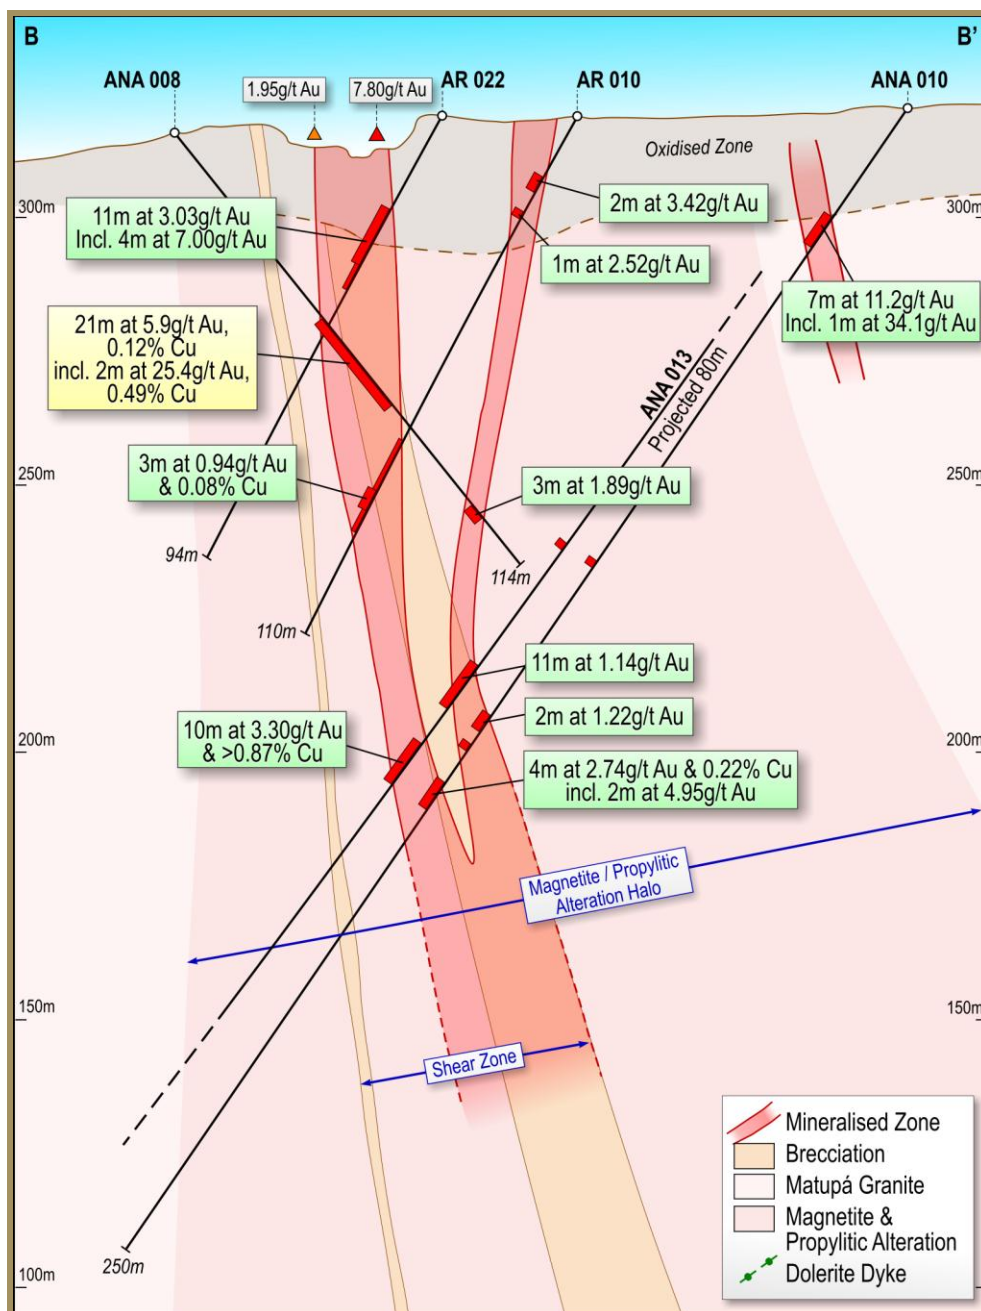 B
B'
ANA 008
1.95g/t Au
7.80g/t Au
AR 022
AR 010
ANA 010
Oxidised Zone
300m
300m
11m at 3.03g/t Au
Incl. 4m at 7.00g/t Au
2m at 3.42g/t Au
1m at 2.52g/t Au
7m at 11.2g/t Au
Incl. 1m at 34.1g/t Au
21m at 5.9g/t Au,
0.12% Cu
incl. 2m at 25.4g/t Au,
0.49% Cu
ANA 013
Projected 80m
3m at 0.94g/t Au
& 0.08% Cu
250m
250m
3m at 1.89g/t Au
94m
114m
110m
11m at 1.14g/t Au
2m at 1.22g/t Au
10m at 3.30g/t Au
& >0.87% Cu
200m
200m
4m at 2.74g/t Au & 0.22% Cu
incl. 2m at 4.95g/t Au
Magnetite / Propylitic
Alteration Halo
150m
150m
Shear Zone
250m
100m
Mineralised Zone
Brecciation
Matupá Granite
Magnetite &
Propylitic Alteration
Dolerite Dyke